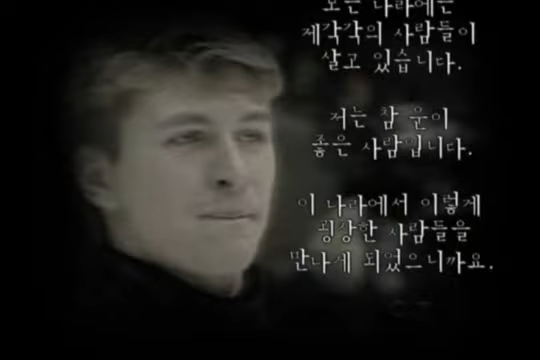 모든 나라에는
제각각의 사람들이
살고 있습니다.
저는 참 운이
좋은 사람입니다.
이 나라에서 이렇게
굉장한 사람들을
만나게 되었으니까요.